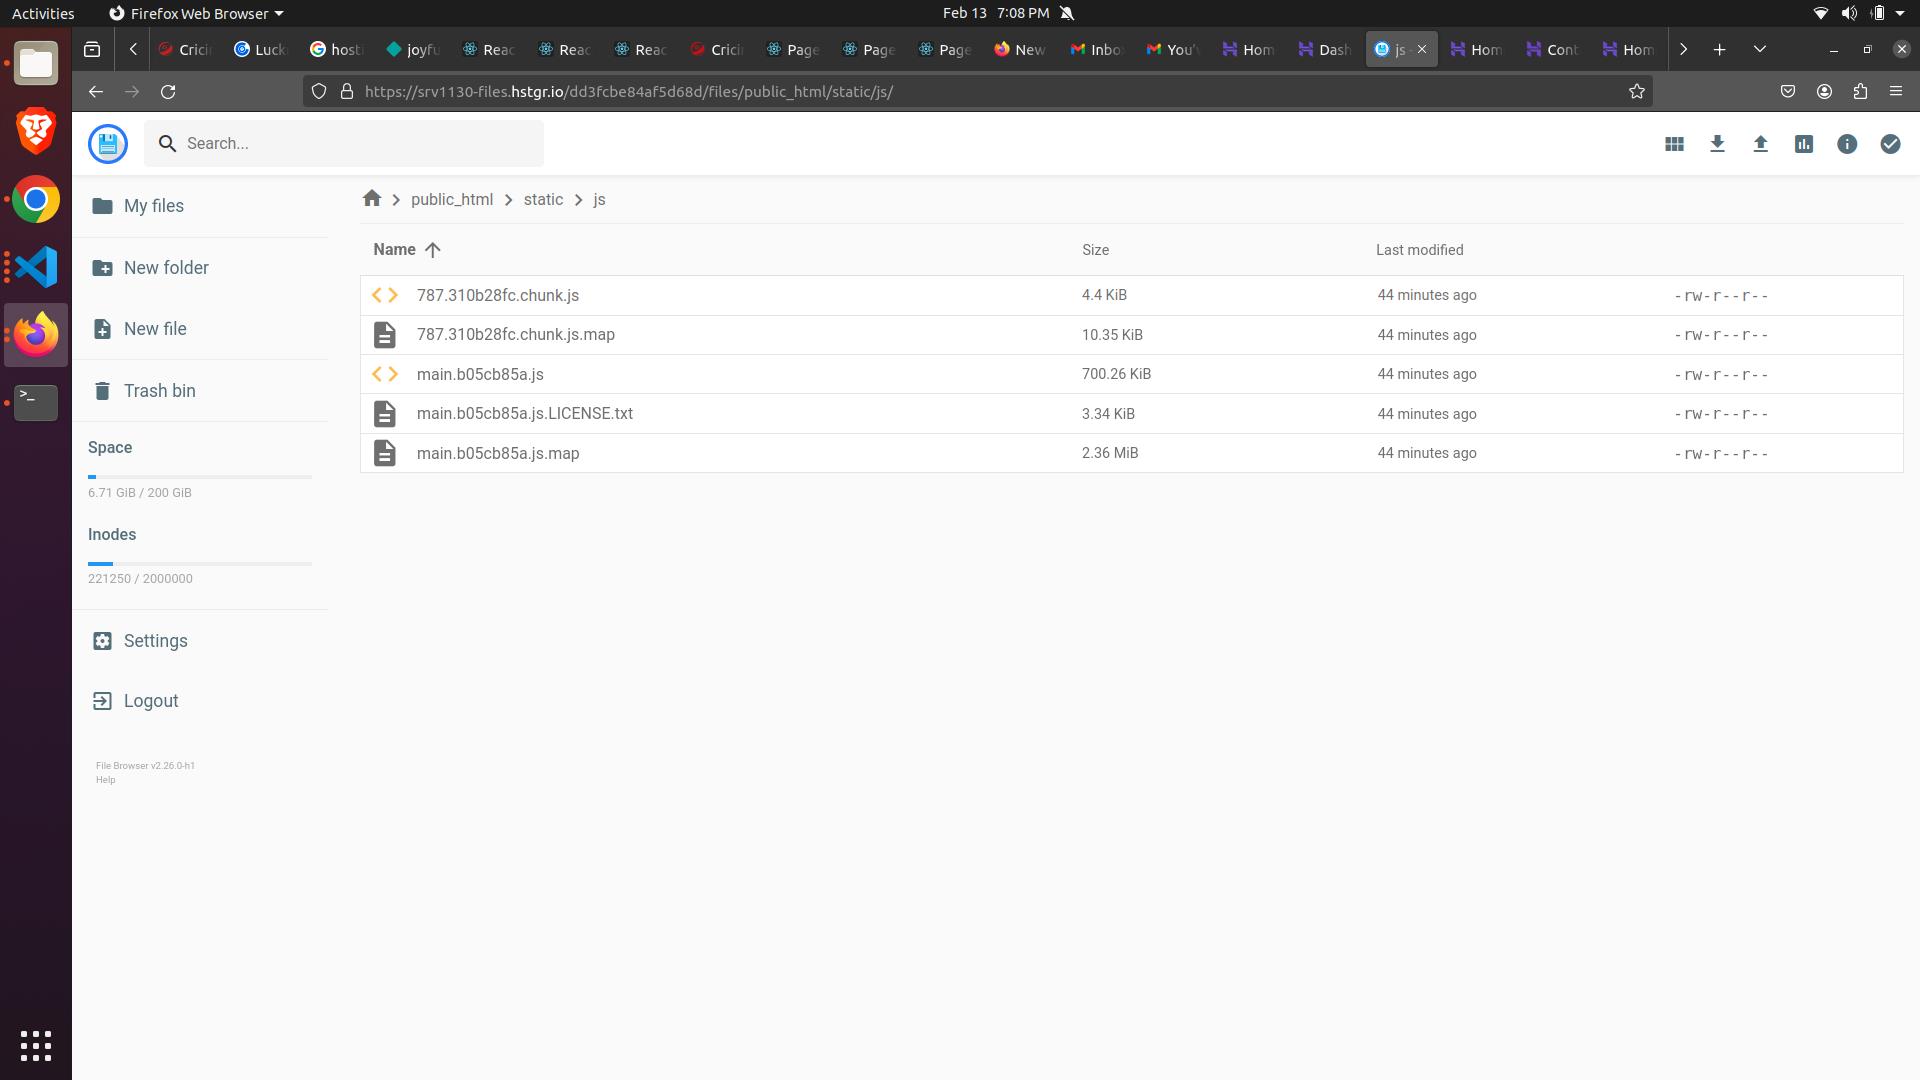 Activities Firefox Web Browser Feb 13 7:08 PM
Crici Luck hosti joyfu Reac Reac Reac Crici Page Page Page New Inbo You'v Hom Dash js - Hom Cont Hom
https://srv1130-files.hstgr.io/dd3fcbe84af5d68d/files/public_html/static/js/
Search...
My files
New folder
New file
Trash bin
Space
6.71 GiB / 200 GiB
Inodes
221250 / 2000000
Settings
Logout
File Browser v2.26.0-h1
Help
public_html static js
Name Size Last modified
787.310b28fc.chunk.js 4.4 KiB 44 minutes ago -rw-r--r--
787.310b28fc.chunk.js.map 10.35 KiB 44 minutes ago -rw-r--r--
main.b05cb85a.js 700.26 KiB 44 minutes ago -rw-r--r--
main.b05cb85a.js.LICENSE.txt 3.34 KiB 44 minutes ago -rw-r--r--
main.b05cb85a.js.map 2.36 MiB 44 minutes ago -rw-r--r--